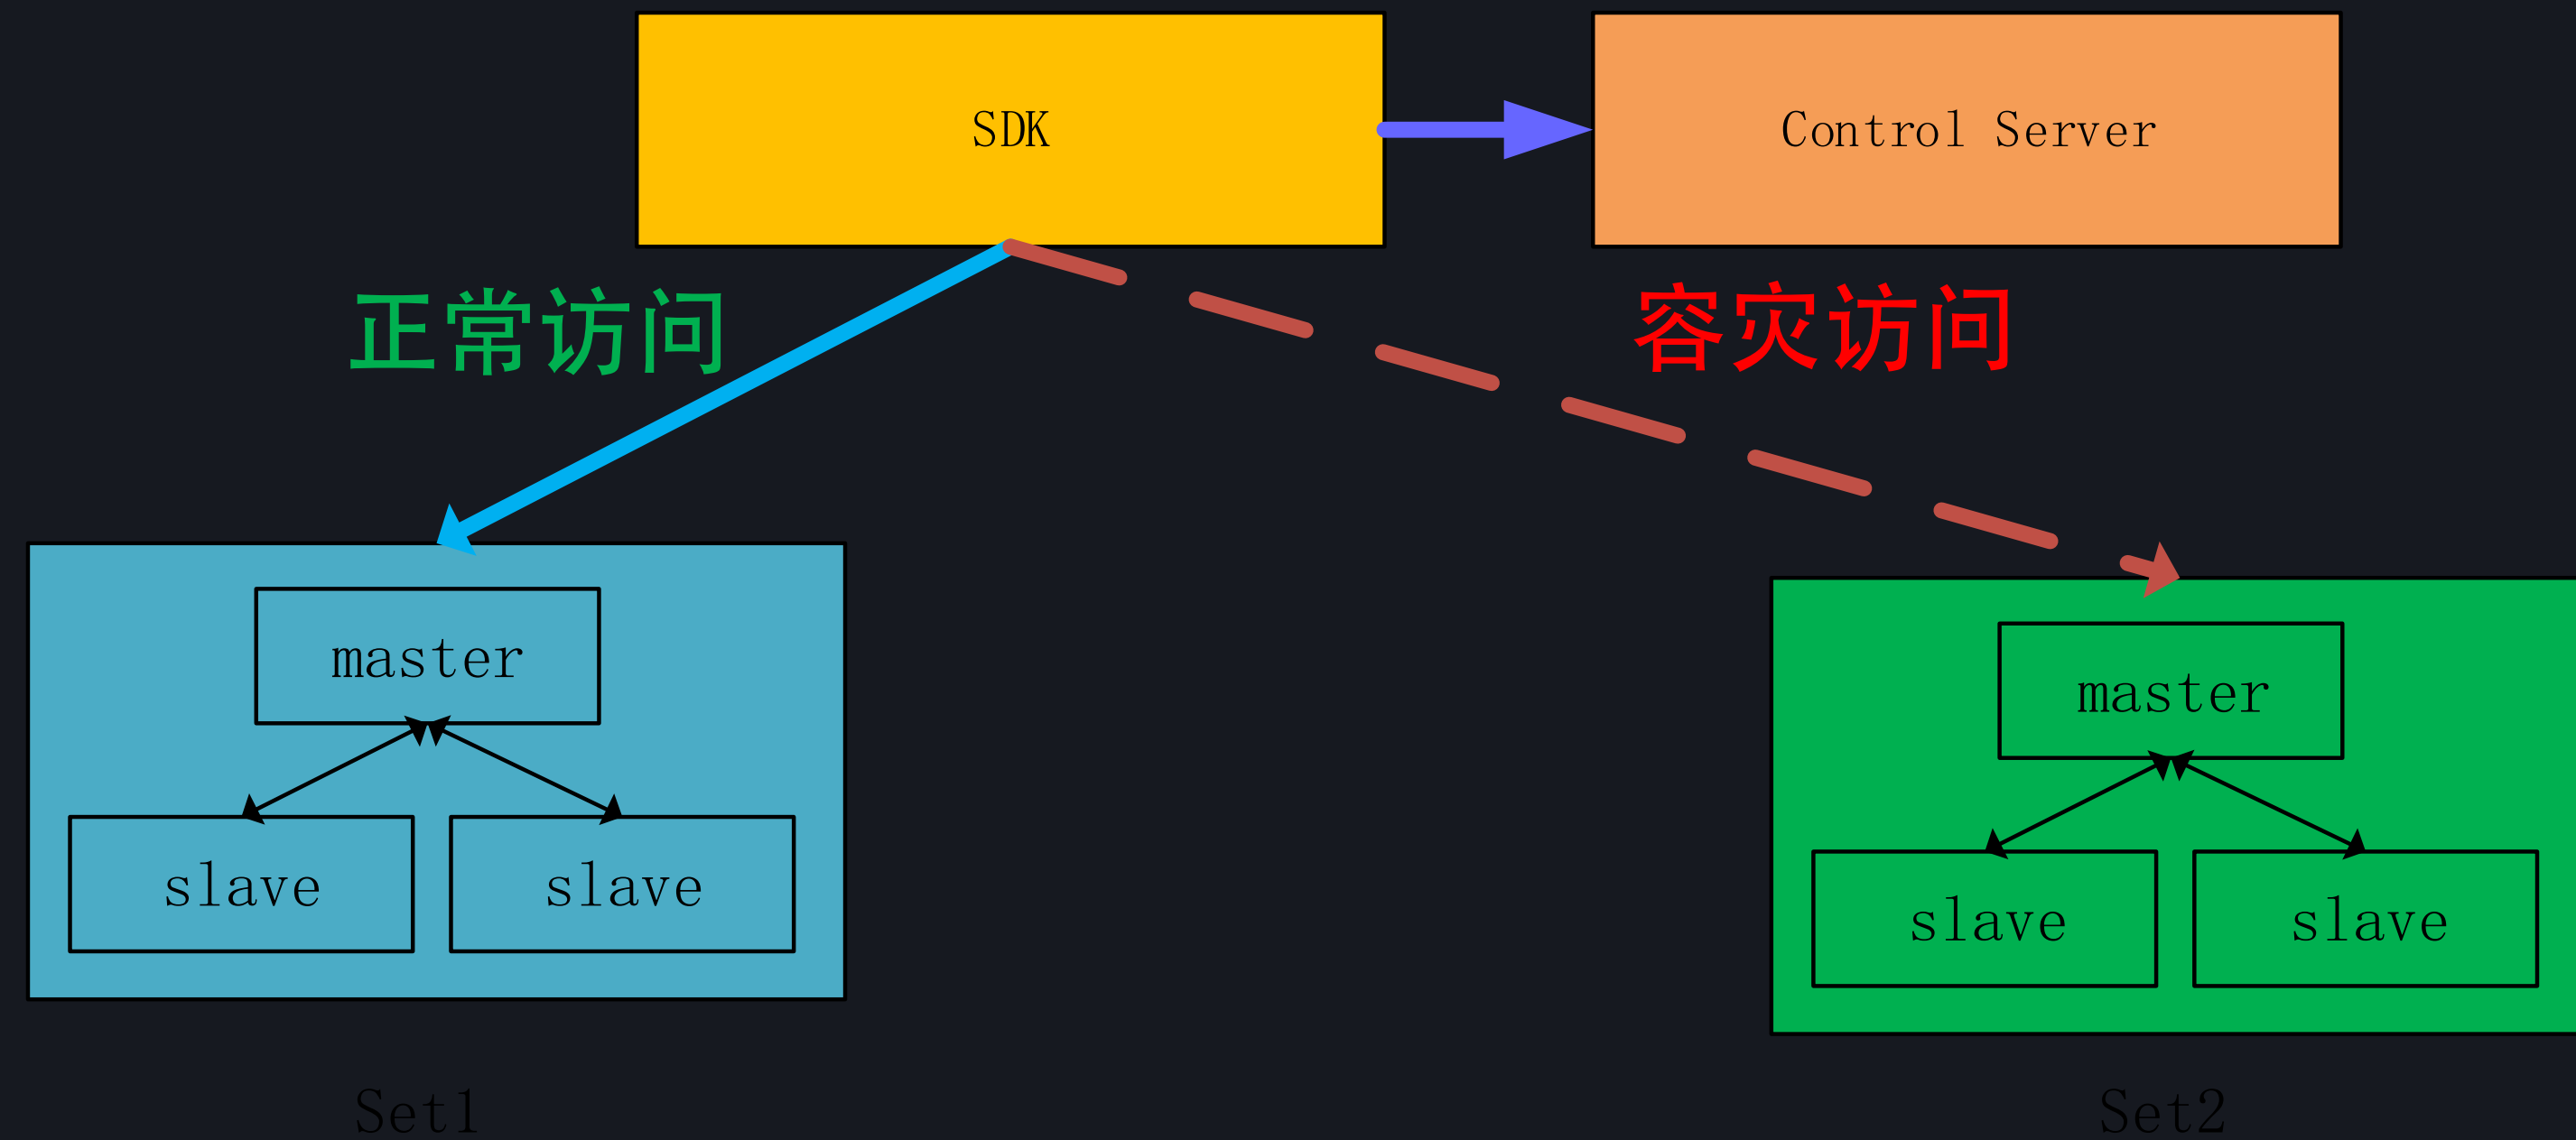 SDK
Control Server
正常访问
容灾访问
master
master
slave
slave
slave
slave
Set1
Set2